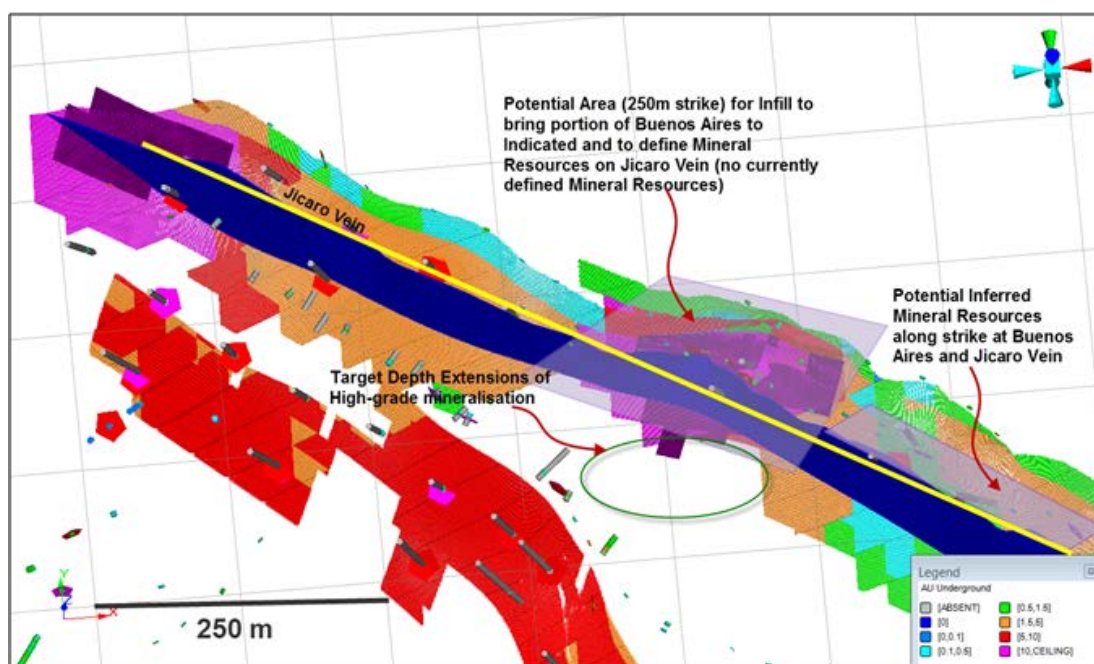 Potential Area (250m strike) for Infill to
bring portion of Buenos Aires to
Indicated and to define Mineral
Resources on Jicaro Vein (no currently
defined Mineral Resources)
Jicaro Vein
Potential Inferred
Mineral Resources
along strike at Buenos
Aires and Jicaro Vein
Target Depth Extensions of
High-grade mineralisation
250 m
Y
Z
X
Legend
AU Underground
[ABSENT]
[0]
[0,0.1]
[0.1,0.5]
[0.5,1.5]
[1.5,5]
[5,10]
[10,CEILING]